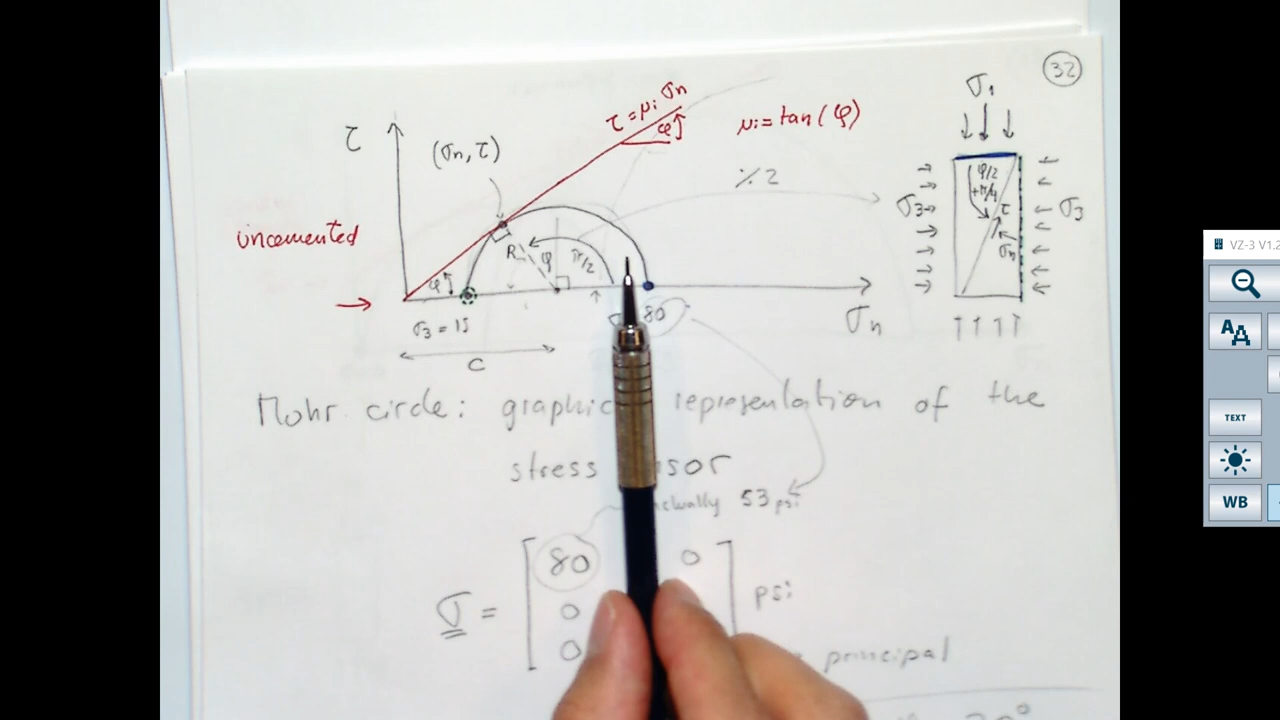 32
σ1
τ = μi σn
μi = tan(φ)
φ
τ
(σn, τ)
÷2
φ/2
+π/4
σ3
τ
σ3
uncemented
R
φ
π/2
σn
φ
σ3 = 15
80
σn
C
Mohr circle: graphic representation of the
stress
53 psi
80 0
σ = 0 psi
0 principal
VZ-3 V1.2
TEXT
WB